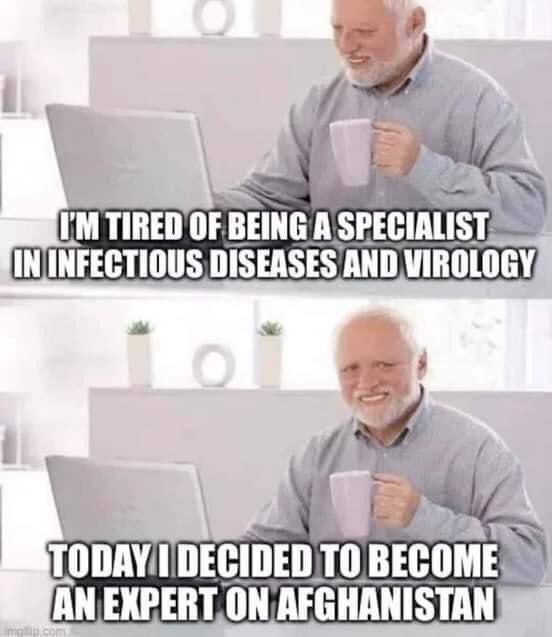 I'M TIRED OF BEING A SPECIALIST
IN INFECTIOUS DISEASES AND VIROLOGY
TODAY I DECIDED TO BECOME
AN EXPERT ON AFGHANISTAN
imgflip.com